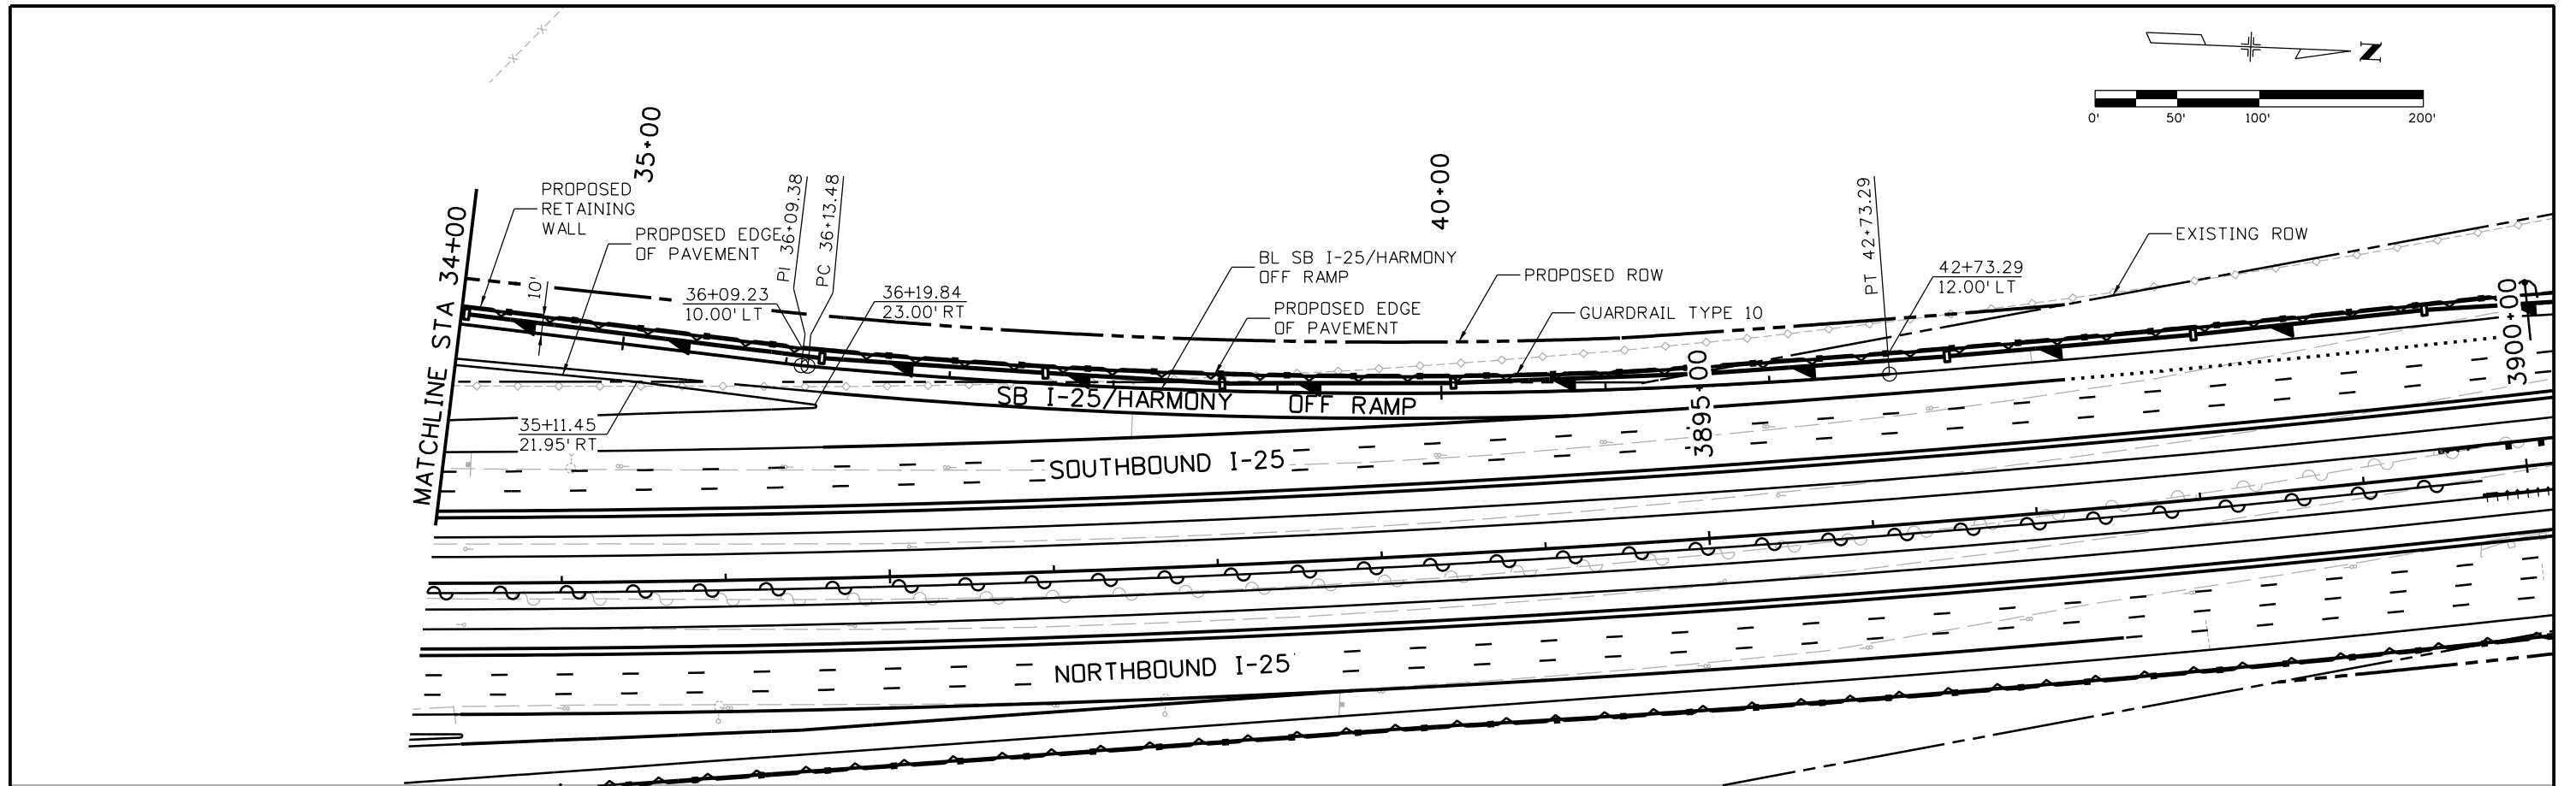 N
0'
50'
100'
200'
MATCHLINE STA 34+00
35+00
PROPOSED
RETAINING
WALL
PROPOSED EDGE
OF PAVEMENT
10'
36+09.23
10.00' LT
PI 36+09.38
PC 36+13.48
36+19.84
23.00' RT
35+11.45
21.95' RT
BL SB I-25/HARMONY
OFF RAMP
PROPOSED EDGE
OF PAVEMENT
40+00
PROPOSED ROW
GUARDRAIL TYPE 10
PT 42+73.29
42+73.29
12.00' LT
EXISTING ROW
SB I-25/HARMONY OFF RAMP
3895+00
3900+00
SOUTHBOUND I-25
NORTHBOUND I-25